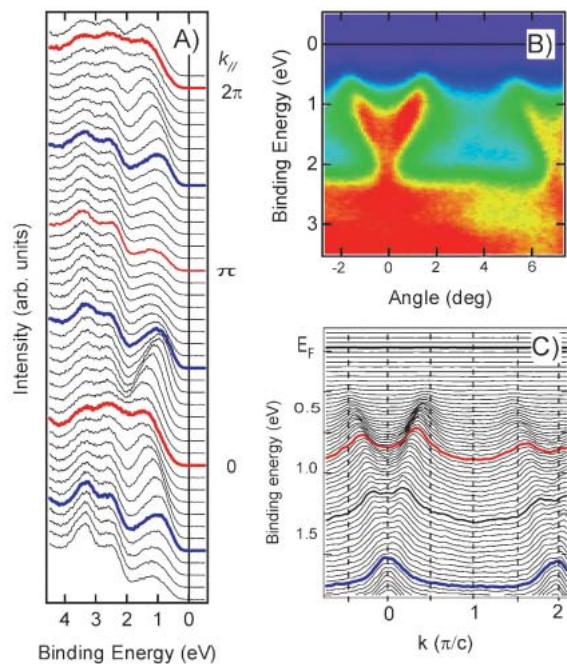 A)
k//
2π
π
0
Intensity (arb. units)
4 3 2 1 0
Binding Energy (eV)
B)
0
1
2
3
Binding Energy (eV)
-2 0 2 4 6
Angle (deg)
C)
E_F
0.5
1.0
1.5
Binding energy (eV)
0 1 2
k (π/c)